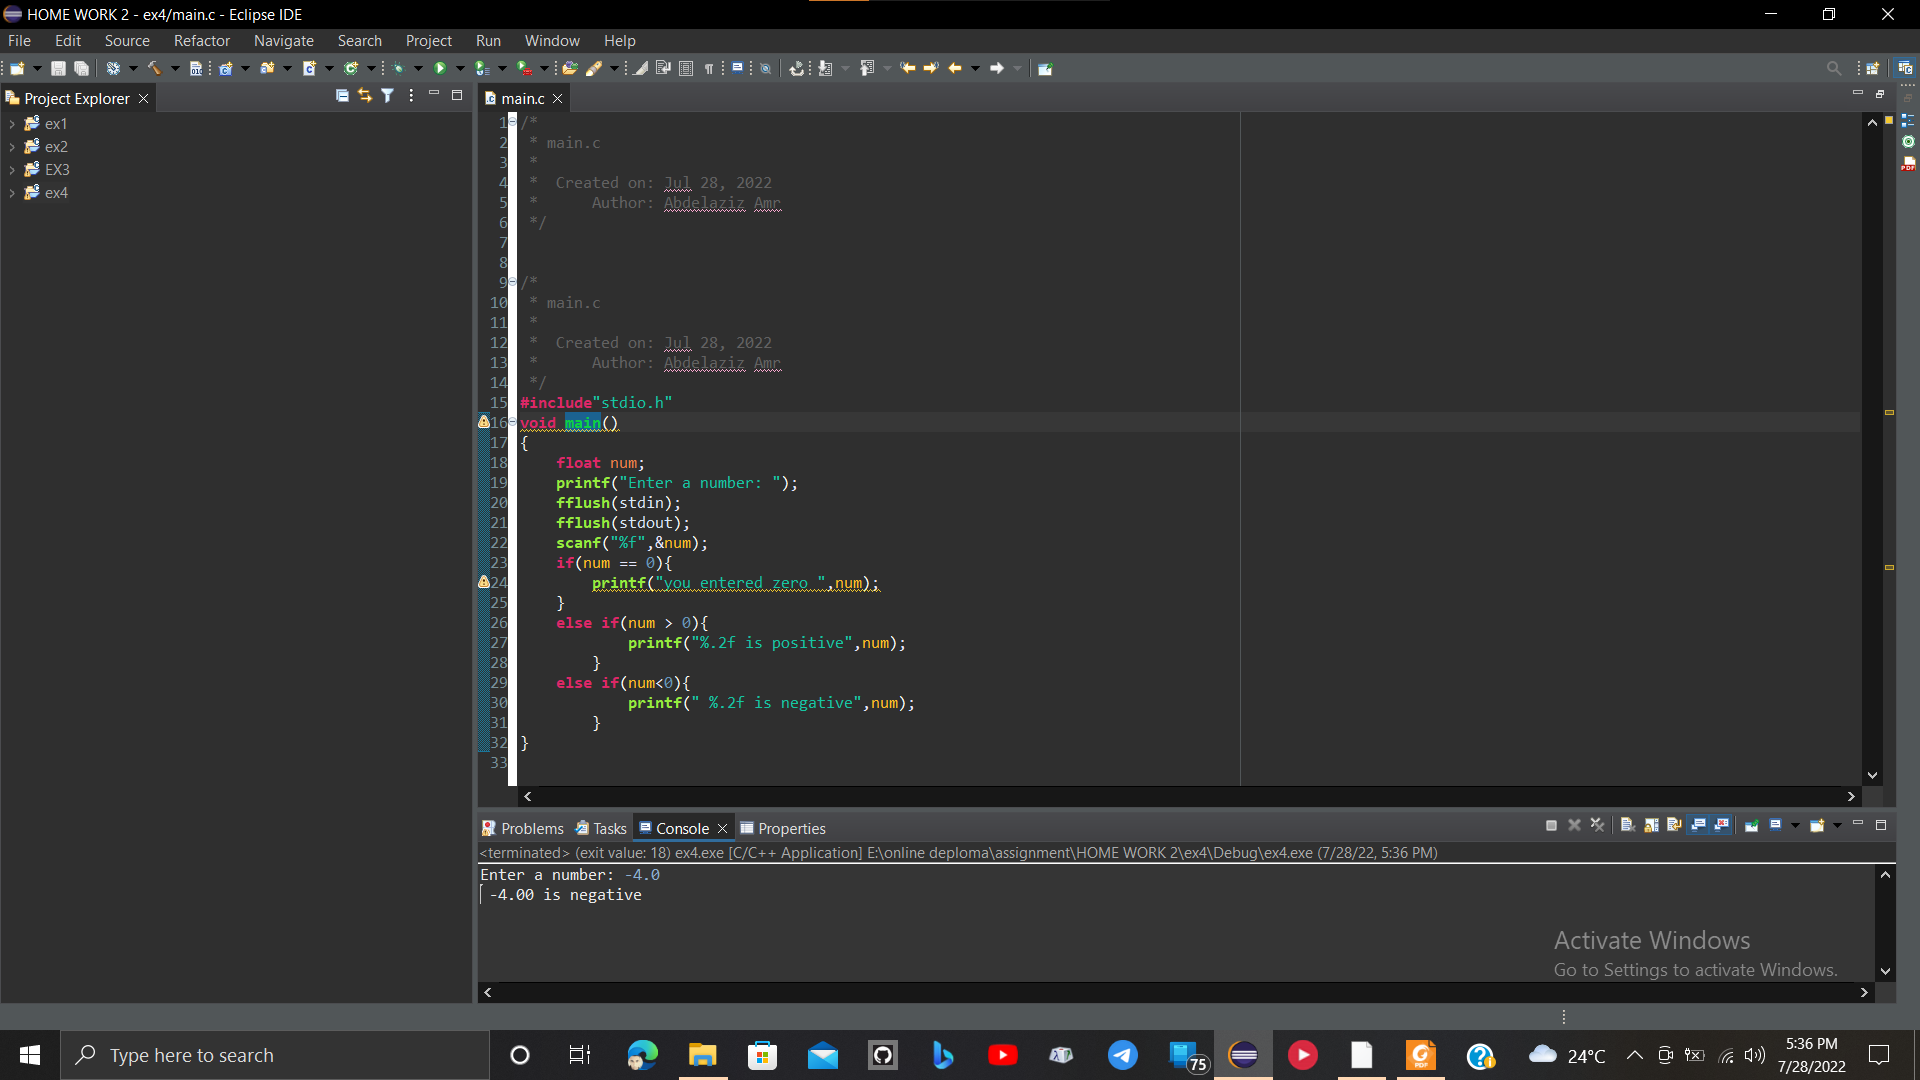 HOME WORK 2 - ex4/main.c - Eclipse IDE
File Edit Source Refactor Navigate Search Project Run Window Help
Project Explorer
ex1
ex2
EX3
ex4
main.c
1 /*
2 * main.c
3 *
4 * Created on: Jul 28, 2022
5 * Author: Abdelaziz Amr
6 */
7
8
9 /*
10 * main.c
11 *
12 * Created on: Jul 28, 2022
13 * Author: Abdelaziz Amr
14 */
15 #include"stdio.h"
16 void main()
17 {
18 float num;
19 printf("Enter a number: ");
20 fflush(stdin);
21 fflush(stdout);
22 scanf("%f",&num);
23 if(num == 0){
24 printf("you entered zero ",num);
25 }
26 else if(num > 0){
27 printf("%.2f is positive",num);
28 }
29 else if(num<0){
30 printf(" %.2f is negative",num);
31 }
32 }
33
Problems Tasks Console Properties
<terminated> (exit value: 18) ex4.exe [C/C++ Application] E:\online deploma\assignment\HOME WORK 2\ex4\Debug\ex4.exe (7/28/22, 5:36 PM)
Enter a number: -4.0
-4.00 is negative
Activate Windows
Go to Settings to activate Windows.
Type here to search
75
24°C
5:36 PM
7/28/2022